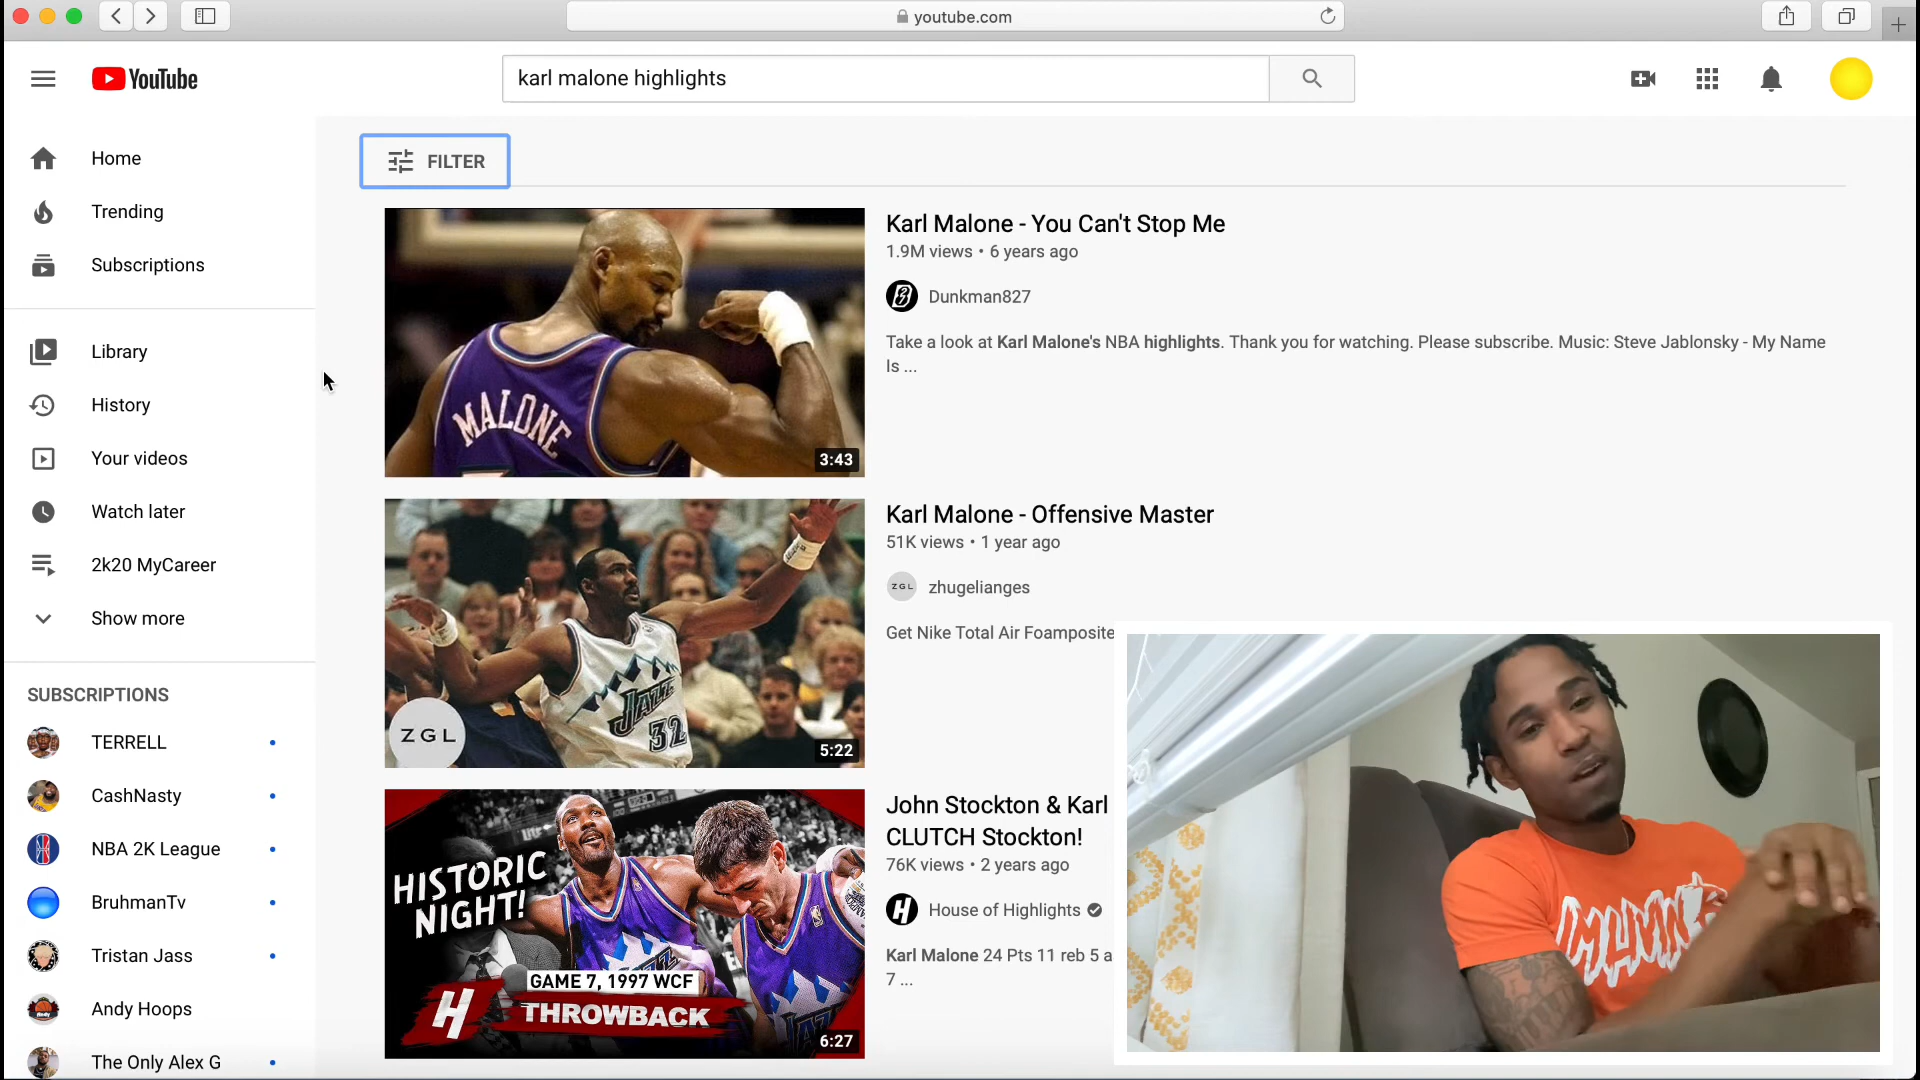 youtube.com
YouTube
karl malone highlights
Home
Trending
Subscriptions
Library
History
Your videos
Watch later
2k20 MyCareer
Show more
SUBSCRIPTIONS
TERRELL
CashNasty
NBA 2K League
BruhmanTv
Tristan Jass
Andy Hoops
The Only Alex G
FILTER
MALONE
3:43
Karl Malone - You Can't Stop Me
1.9M views • 6 years ago
Dunkman827
Take a look at Karl Malone's NBA highlights. Thank you for watching. Please subscribe. Music: Steve Jablonsky - My Name
Is ...
JAZZ
32
ZGL
5:22
Karl Malone - Offensive Master
51K views • 1 year ago
ZGL
zhugelianges
Get Nike Total Air Foamposite
HISTORIC
NIGHT!
GAME 7, 1997 WCF
H
THROWBACK
6:27
John Stockton & Karl
CLUTCH Stockton!
76K views • 2 years ago
H
House of Highlights
Karl Malone 24 Pts 11 reb 5 a
7 ...